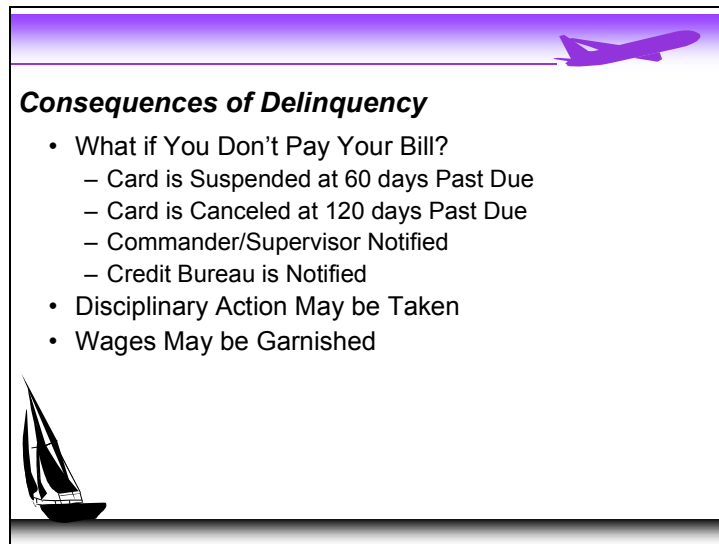 Consequences of Delinquency
• What if You Don’t Pay Your Bill?
– Card is Suspended at 60 days Past Due
– Card is Canceled at 120 days Past Due
– Commander/Supervisor Notified
– Credit Bureau is Notified
• Disciplinary Action May be Taken
• Wages May be Garnished